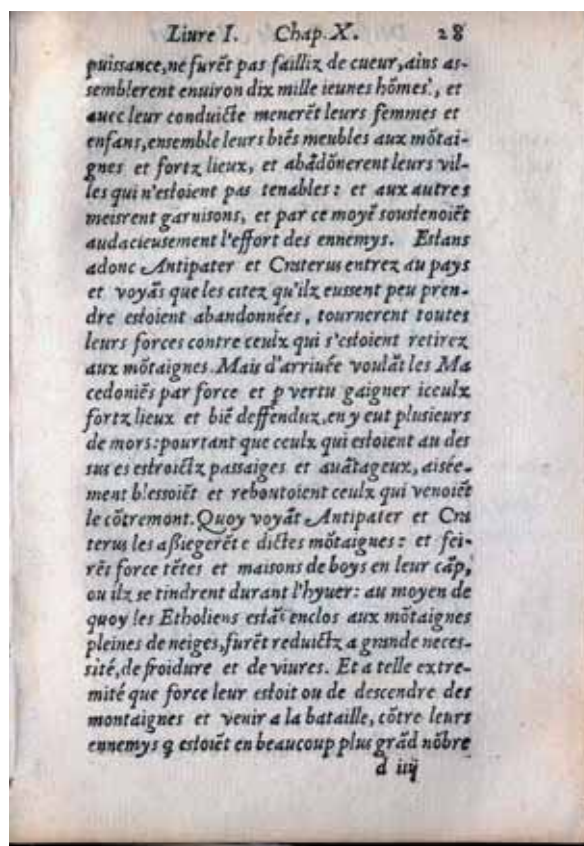 Liure I. Chap. X. 28
puissance, ne furẽt pas failliz de cueur, ains as-
semblerent enuiron dix mille ieunes hõmes, et
auec leur conduicte menerẽt leurs femmes et
enfans, ensemble leurs biẽs meubles aux mõtai-
gnes et fortz lieux, et abãdõnerent leurs vil-
les qui n'estoient pas tenables: et aux autres
meisrent garnisons, et par ce moyẽ soustenoiẽt
audacieusement l'effort des ennemys. Estans
adonc Antipater et Craterus entrez au pays
et voyãs que les citez qu'ilz eussent peu pren-
dre estoient abandonnées, tournerent toutes
leurs forces contre ceulx qui s'estoient retirez
aux mõtaignes. Mais d'arriuée voulãt les Ma
cedoniẽs par force et p vertu gaigner iceulx
fortz lieux et biẽ deffenduz, en y eut plusieurs
de mors: pourtant que ceulx qui estoient au des
sus es estroictz passaiges et auãtageux, aisée-
ment blessoiẽt et reboutoient ceulx qui venoiẽt
le cõtremont. Quoy voyãt Antipater et Cra
terus les aßiegerẽt e dictes mõtaignes: et fei-
rẽt force tẽtes et maisons de boys en leur cãp,
ou ilz se tindrent durant l'hyuer: au moyen de
quoy les Etholiens estãs enclos aux mõtaignes
pleines de neiges, furẽt reduictz a grande neces-
sité, de froidure et de viures. Et a telle extre-
mité que force leur estoit ou de descendre des
montaignes et venir a la bataille, cõtre leurs
ennemys q estoiẽt en beaucoup plus grãd nõbre
d iiij